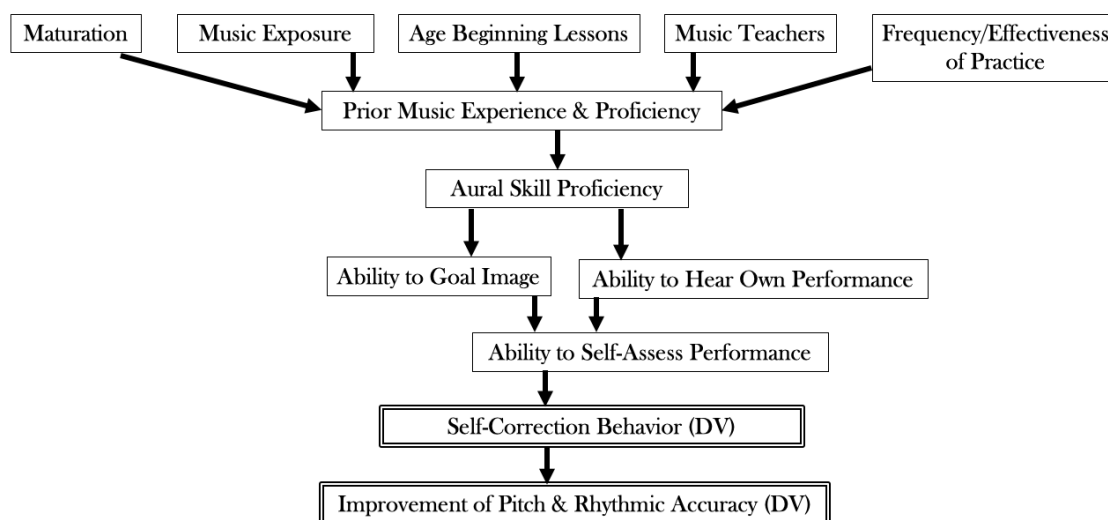 Maturation
Music Exposure
Age Beginning Lessons
Music Teachers
Frequency/Effectiveness
of Practice
Prior Music Experience & Proficiency
Aural Skill Proficiency
Ability to Goal Image
Ability to Hear Own Performance
Ability to Self-Assess Performance
Self-Correction Behavior (DV)
Improvement of Pitch & Rhythmic Accuracy (DV)